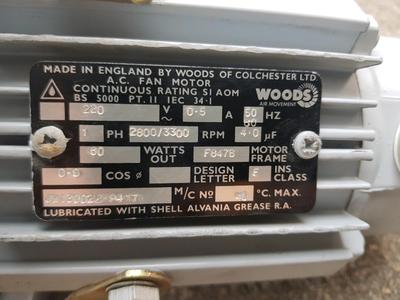 MADE IN ENGLAND BY WOODS OF COLCHESTER LTD
A.C. FAN MOTOR
CONTINUOUS RATING S1 AOM
BS 5000 PT. 11 IEC 34·1
WOODS
AIR MOVEMENT
220 V 0·5 A 50 HZ
1 PH 2800/3300 RPM 4·0 µF
60 WATTS OUT F847B MOTOR FRAME
0·9 COS Ø DESIGN LETTER F INS CLASS
M/C Nº °C. MAX.
LUBRICATED WITH SHELL ALVANIA GREASE R.A.